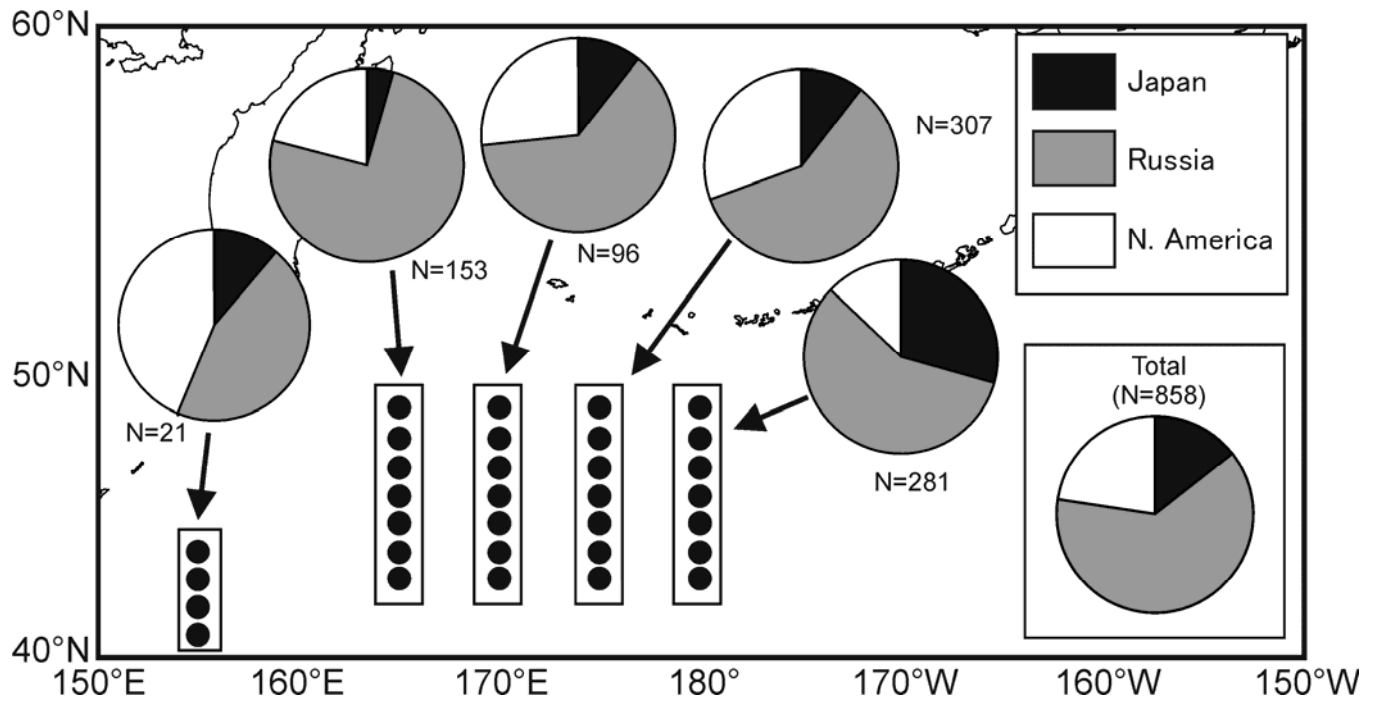 60°N
50°N
40°N
150°E
160°E
170°E
180°
170°W
160°W
150°W
N=21
N=153
N=96
N=307
N=281
Japan
Russia
N. America
Total
(N=858)